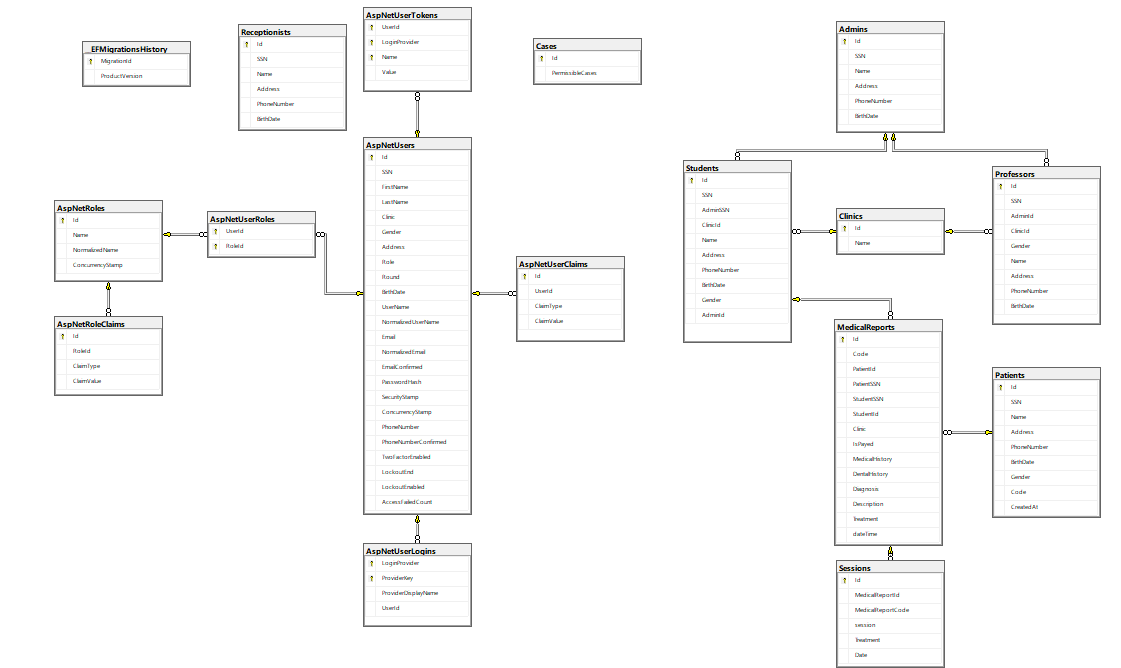 __EFMigrationsHistory
MigrationId
ProductVersion
Receptionists
Id
SSN
Name
Address
PhoneNumber
BirthDate
AspNetUserTokens
UserId
LoginProvider
Name
Value
Cases
Id
PermissibleCases
Admins
Id
SSN
Name
Address
PhoneNumber
BirthDate
AspNetRoles
Id
Name
NormalizedName
ConcurrencyStamp
AspNetUserRoles
UserId
RoleId
AspNetUsers
Id
SSN
FirstName
LastName
Clinic
Gender
Address
Role
Round
BirthDate
UserName
NormalizedUserName
Email
NormalizedEmail
EmailConfirmed
PasswordHash
SecurityStamp
ConcurrencyStamp
PhoneNumber
PhoneNumberConfirmed
TwoFactorEnabled
LockoutEnd
LockoutEnabled
AccessFailedCount
AspNetUserClaims
Id
UserId
ClaimType
ClaimValue
AspNetRoleClaims
Id
RoleId
ClaimType
ClaimValue
AspNetUserLogins
LoginProvider
ProviderKey
ProviderDisplayName
UserId
Students
Id
SSN
AdminSSN
ClinicId
Name
Address
PhoneNumber
BirthDate
Gender
AdminId
Clinics
Id
Name
Professors
Id
SSN
AdminId
ClinicId
Gender
Name
Address
PhoneNumber
BirthDate
MedicalReports
Id
Code
PatientId
PatientSSN
StudentSSN
StudentId
Clinic
IsPayed
MedicalHistory
DentalHistory
Diagnosis
Description
Treatment
dateTime
Patients
Id
SSN
Name
Address
PhoneNumber
BirthDate
Gender
Code
CreatedAt
Sessions
Id
MedicalReportId
MedicalReportCode
session
Treatment
Date